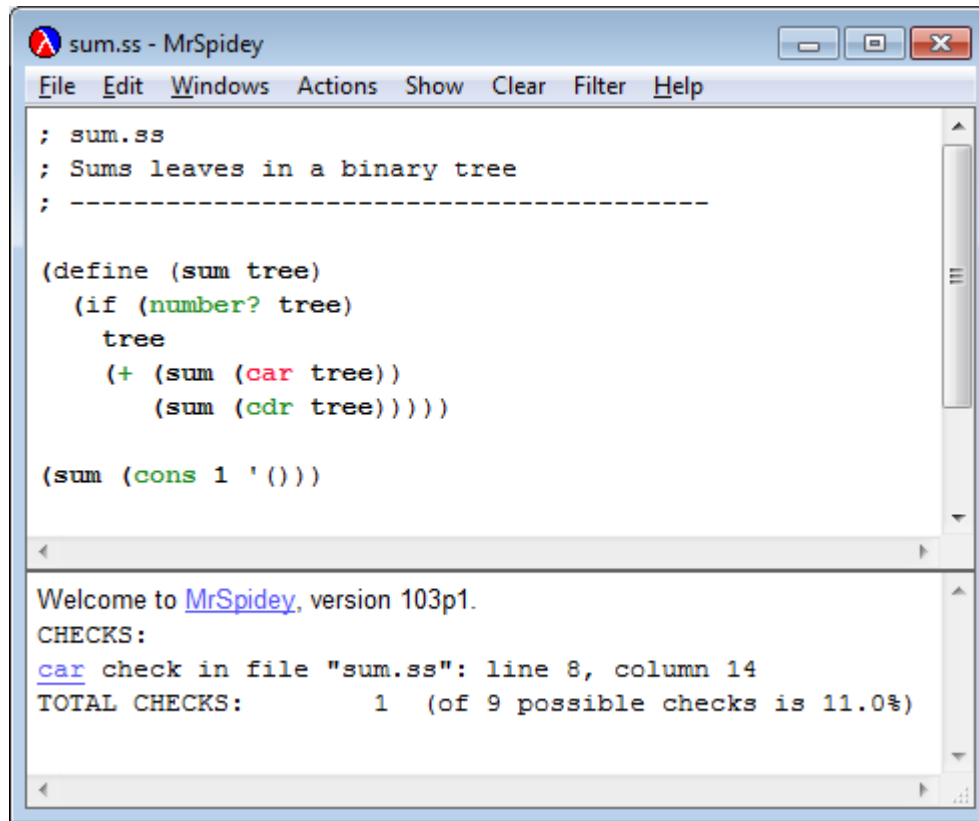 sum.ss - MrSpidey
File Edit Windows Actions Show Clear Filter Help
; sum.ss
; Sums leaves in a binary tree
; ----------------------------------------
(define (sum tree)
  (if (number? tree)
    tree
    (+ (sum (car tree))
       (sum (cdr tree)))))
(sum (cons 1 '()))
Welcome to MrSpidey, version 103p1.
CHECKS:
car check in file "sum.ss": line 8, column 14
TOTAL CHECKS:        1  (of 9 possible checks is 11.0%)